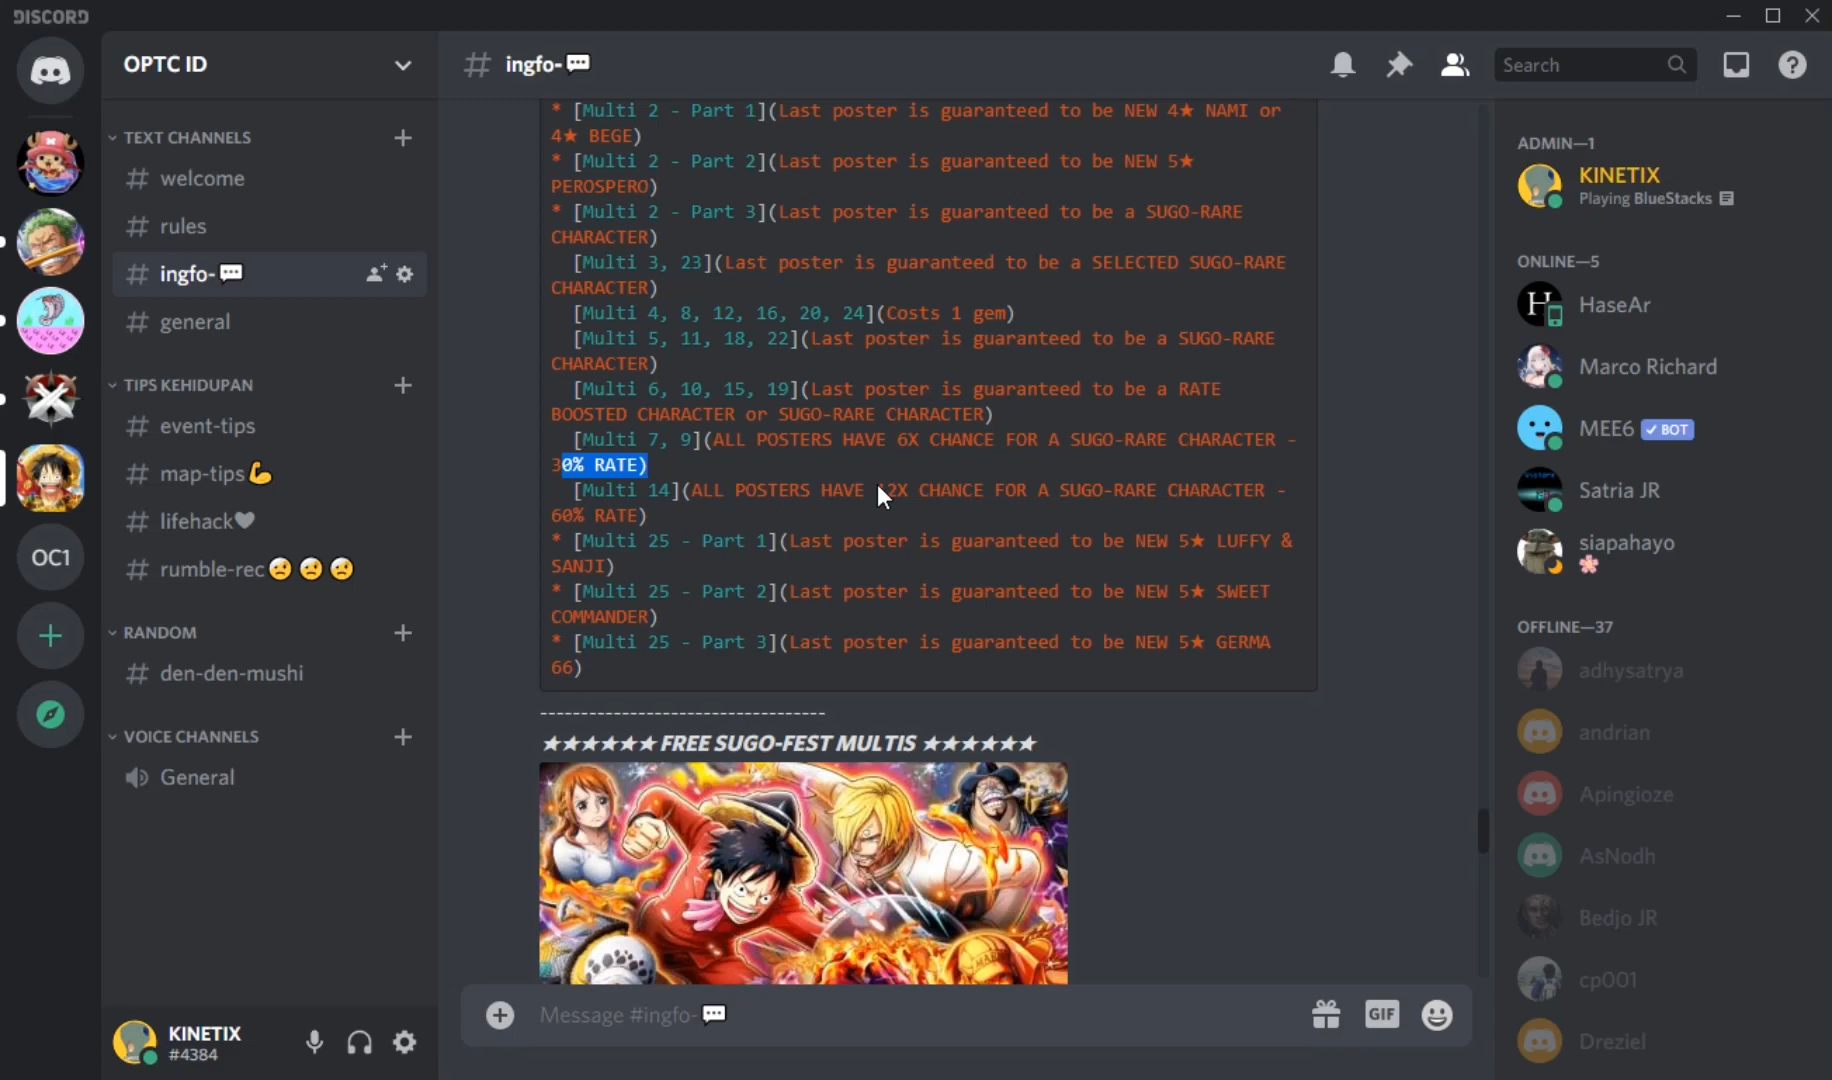 DISCORD
OPTC ID
ingfo-💬
Search
TEXT CHANNELS
welcome
rules
ingfo-💬
general
TIPS KEHIDUPAN
event-tips
map-tips💪
lifehack🖤
rumble-rec🤕🤕🤕
OC1
RANDOM
den-den-mushi
VOICE CHANNELS
General
KINETIX
#4384
* [Multi 2 - Part 1](Last poster is guaranteed to be NEW 4★ NAMI or
4★ BEGE)
* [Multi 2 - Part 2](Last poster is guaranteed to be NEW 5★
PEROSPERO)
* [Multi 2 - Part 3](Last poster is guaranteed to be a SUGO-RARE
CHARACTER)
[Multi 3, 23](Last poster is guaranteed to be a SELECTED SUGO-RARE
CHARACTER)
[Multi 4, 8, 12, 16, 20, 24](Costs 1 gem)
[Multi 5, 11, 18, 22](Last poster is guaranteed to be a SUGO-RARE
CHARACTER)
[Multi 6, 10, 15, 19](Last poster is guaranteed to be a RATE
BOOSTED CHARACTER or SUGO-RARE CHARACTER)
[Multi 7, 9](ALL POSTERS HAVE 6X CHANCE FOR A SUGO-RARE CHARACTER -
30% RATE)
[Multi 14](ALL POSTERS HAVE 12X CHANCE FOR A SUGO-RARE CHARACTER -
60% RATE)
* [Multi 25 - Part 1](Last poster is guaranteed to be NEW 5★ LUFFY &
SANJI)
* [Multi 25 - Part 2](Last poster is guaranteed to be NEW 5★ SWEET
COMMANDER)
* [Multi 25 - Part 3](Last poster is guaranteed to be NEW 5★ GERMA
66)
----------------------------------
★★★★★★ FREE SUGO-FEST MULTIS ★★★★★★
Message #ingfo-💬
GIF
ADMIN—1
KINETIX
Playing BlueStacks
ONLINE—5
HaseAr
Marco Richard
MEE6 ✓ BOT
Satria JR
siapahayo
🌸
OFFLINE—37
adhysatrya
andrian
Apingioze
AsNodh
Bedjo JR
cp001
Dreziel